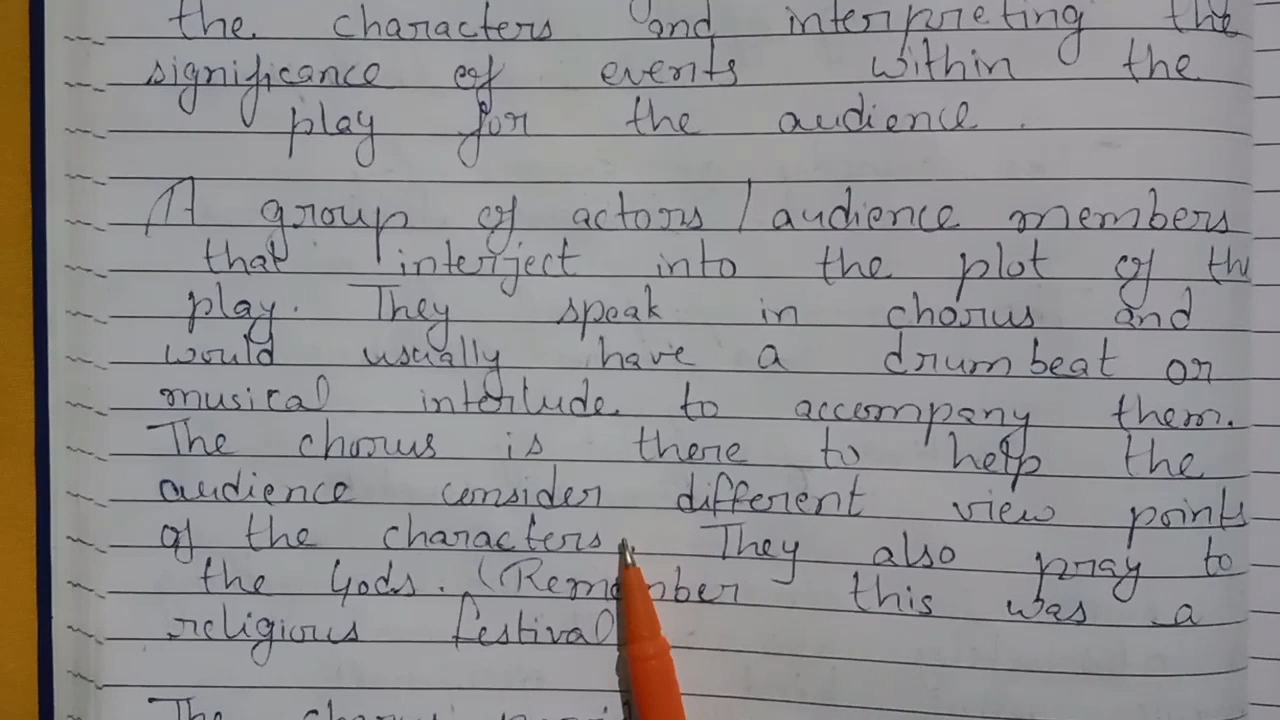 the characters and interpreting the
significance of events within the
play for the audience.
A group of actors / audience members
that interject into the plot of the
play. They speak in chorus and
would usually have a drumbeat or
musical interlude to accompany them.
The chorus is there to help the
audience consider different view points
of the characters. They also pray to
the Gods. (Remember this was a
religious festival
The